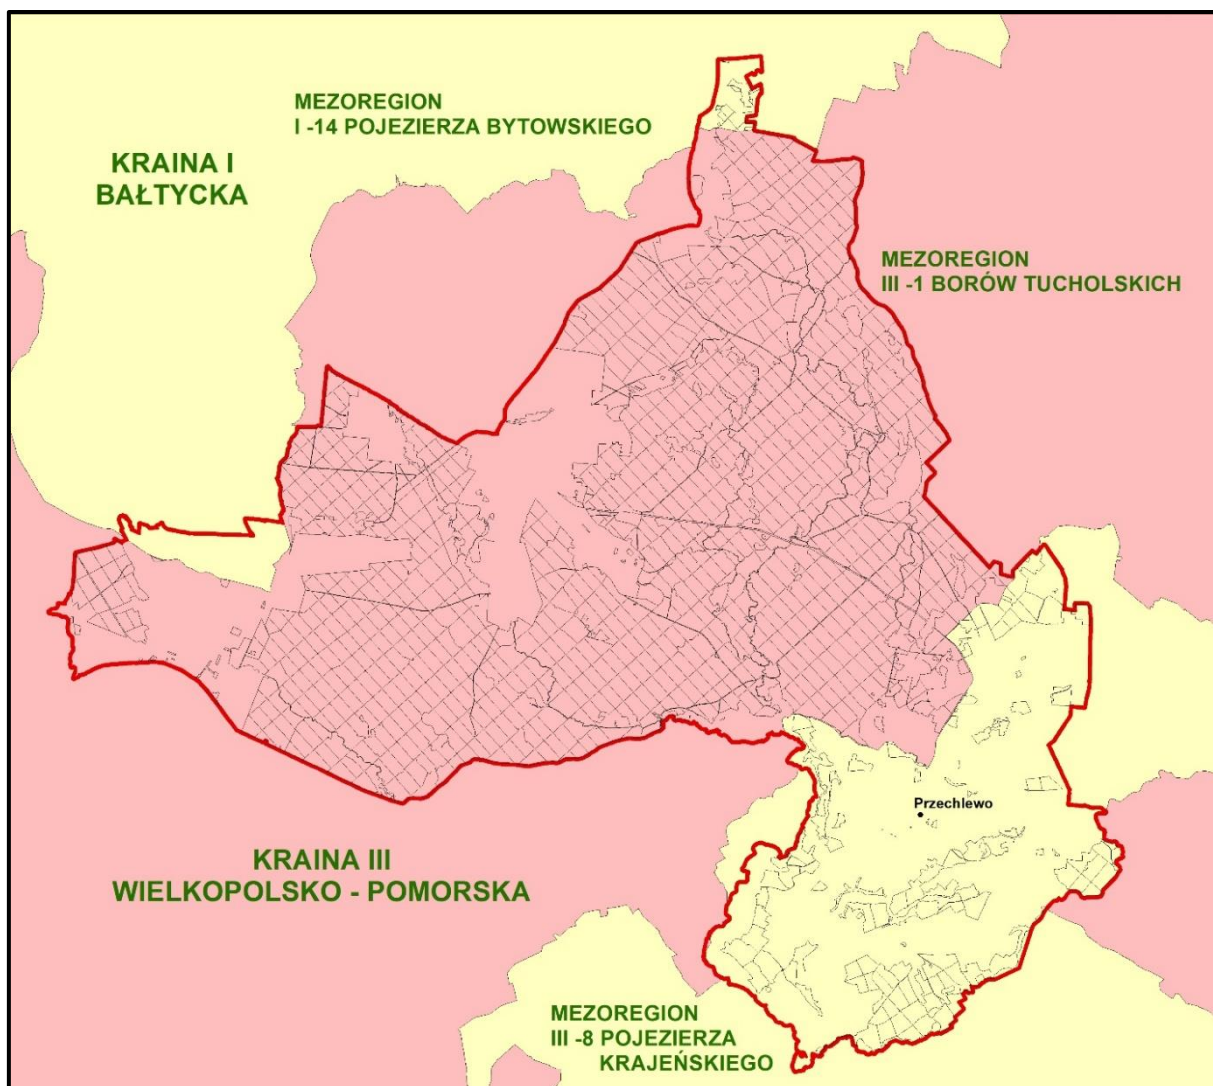 MEZOREGION
I -14 POJEZIERZA BYTOWSKIEGO
KRAINA I
BAŁTYCKA
MEZOREGION
III -1 BORÓW TUCHOLSKICH
Przechlewo
KRAINA III
WIELKOPOLSKO - POMORSKA
MEZOREGION
III -8 POJEZIERZA
KRAJEŃSKIEGO